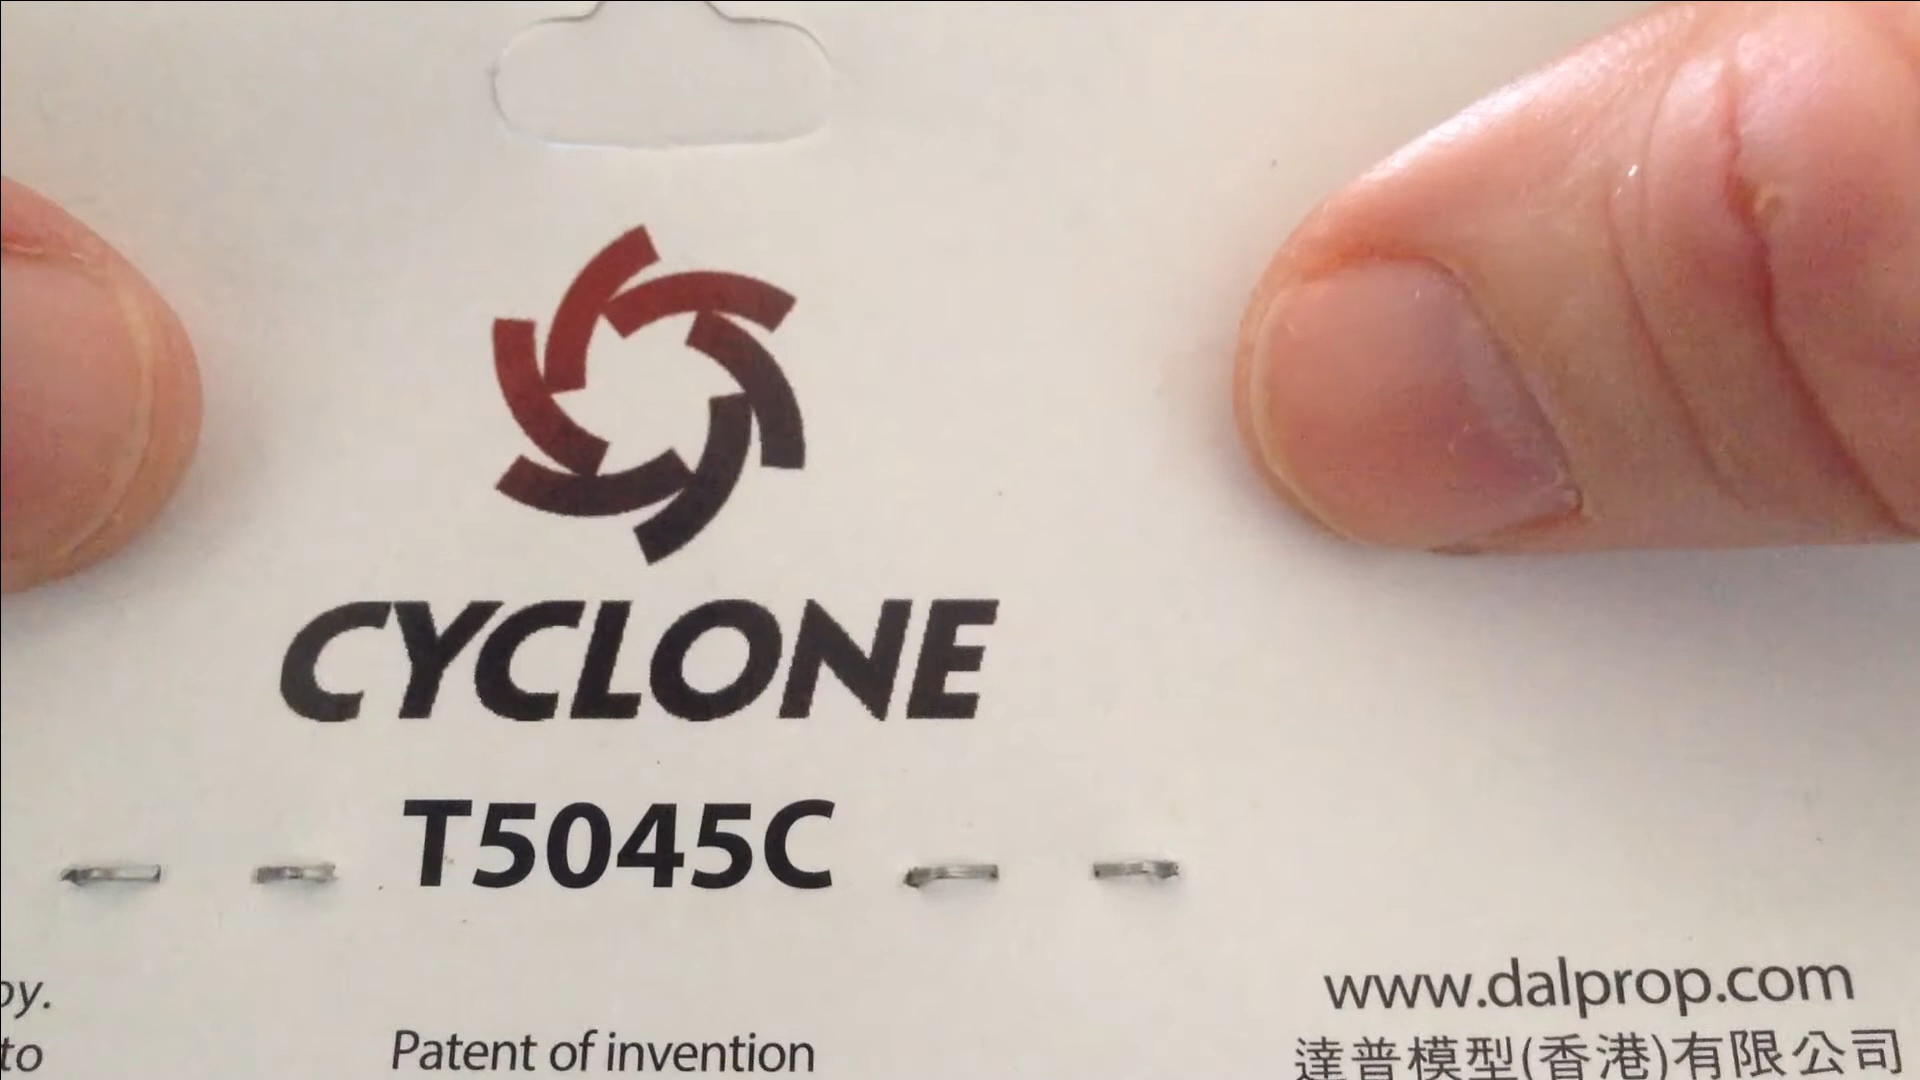 CYCLONE
T5045C
by.
to
Patent of invention
www.dalprop.com
達普模型(香港)有限公司